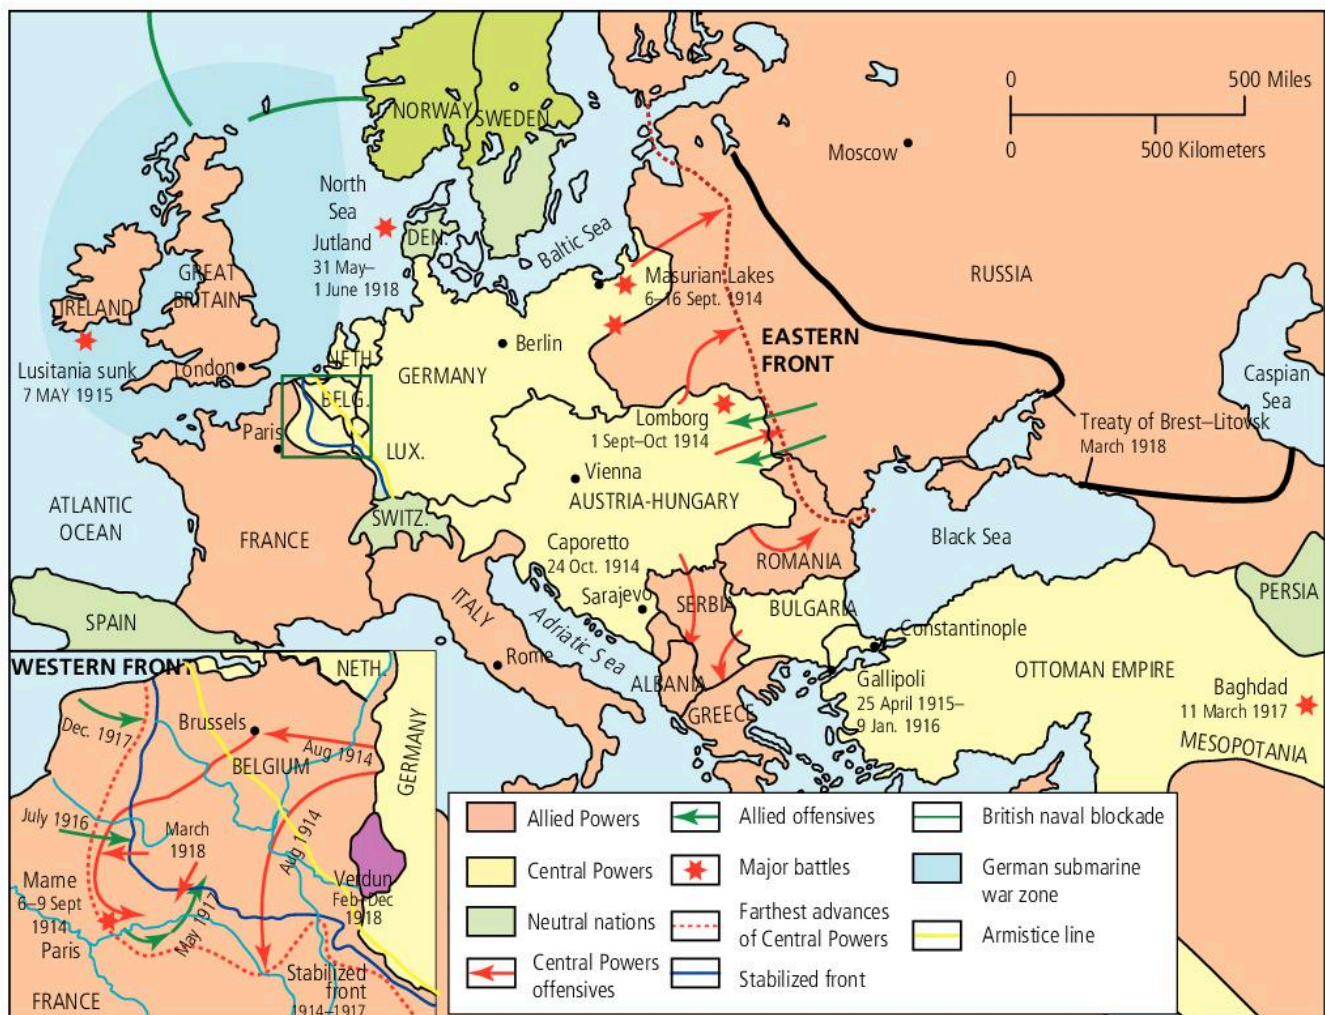 0
500 Miles
0
500 Kilometers
NORWAY
SWEDEN
Moscow
North
Sea
Jutland
31 May–
1 June 1918
DEN.
Baltic Sea
RUSSIA
GREAT
BRITAIN
IRELAND
Masurian Lakes
6–16 Sept. 1914
EASTERN
FRONT
Berlin
NETH.
Lusitania sunk
7 MAY 1915
London
GERMANY
BELG.
Caspian
Sea
Lomborg
1 Sept–Oct 1914
Treaty of Brest–Litovsk
March 1918
Paris
LUX.
Vienna
AUSTRIA-HUNGARY
ATLANTIC
OCEAN
SWITZ.
FRANCE
Black Sea
Caporetto
24 Oct. 1914
ROMANIA
PERSIA
Sarajevo
SERBIA
BULGARIA
ITALY
SPAIN
Adriatic Sea
Constantinople
Rome
OTTOMAN EMPIRE
ALBANIA
Gallipoli
25 April 1915–
9 Jan. 1916
GREECE
Baghdad
11 March 1917
MESOPOTANIA
WESTERN FRONT
NETH.
Dec. 1917
Brussels
Aug 1914
BELGIUM
GERMANY
July 1916
March
1918
Aug 1914
Marne
6–9 Sept
1914
Paris
Verdun
Feb–Dec
1918
May 1917
Stabilized
front
1914–1917
FRANCE
Allied Powers
Central Powers
Neutral nations
Central Powers
offensives
Allied offensives
Major battles
Farthest advances
of Central Powers
Stabilized front
British naval blockade
German submarine
war zone
Armistice line